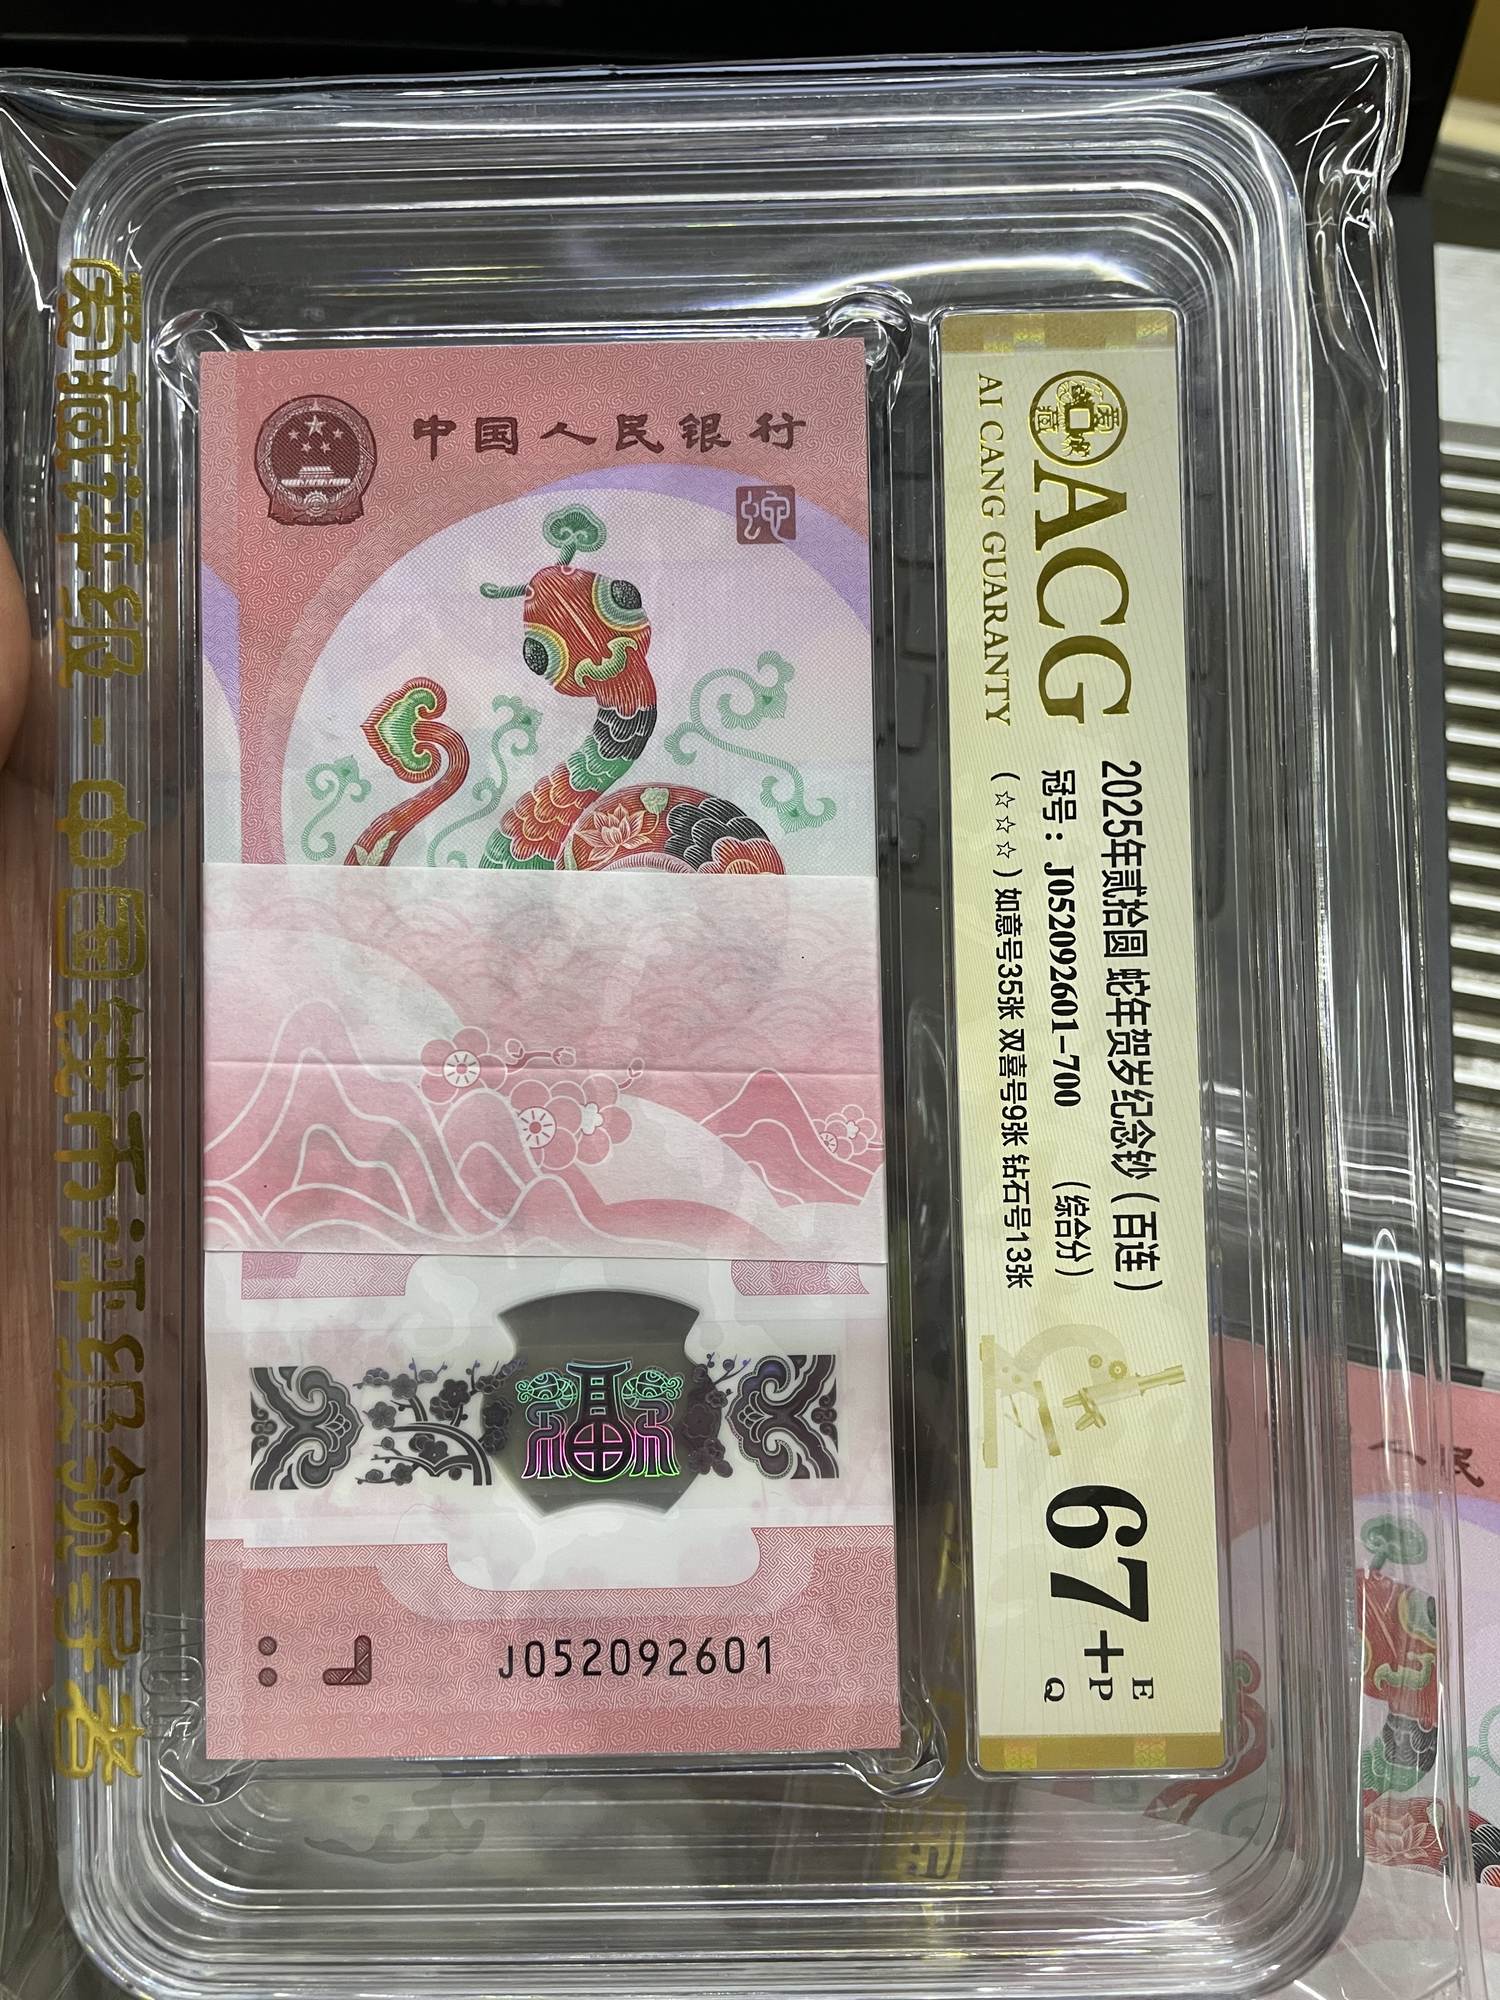 爱藏评级-中国钱币评级领导者
中国人民银行
蛇
J052092601
ACG
AI CANG GUARANTY
2025年贰拾圆 蛇年贺岁纪念钞（百连）
冠号：J052092601-700 （综合分）
（☆☆☆）如意号35张 双喜号9张 钻石号13张
67+
E
P
Q
人民